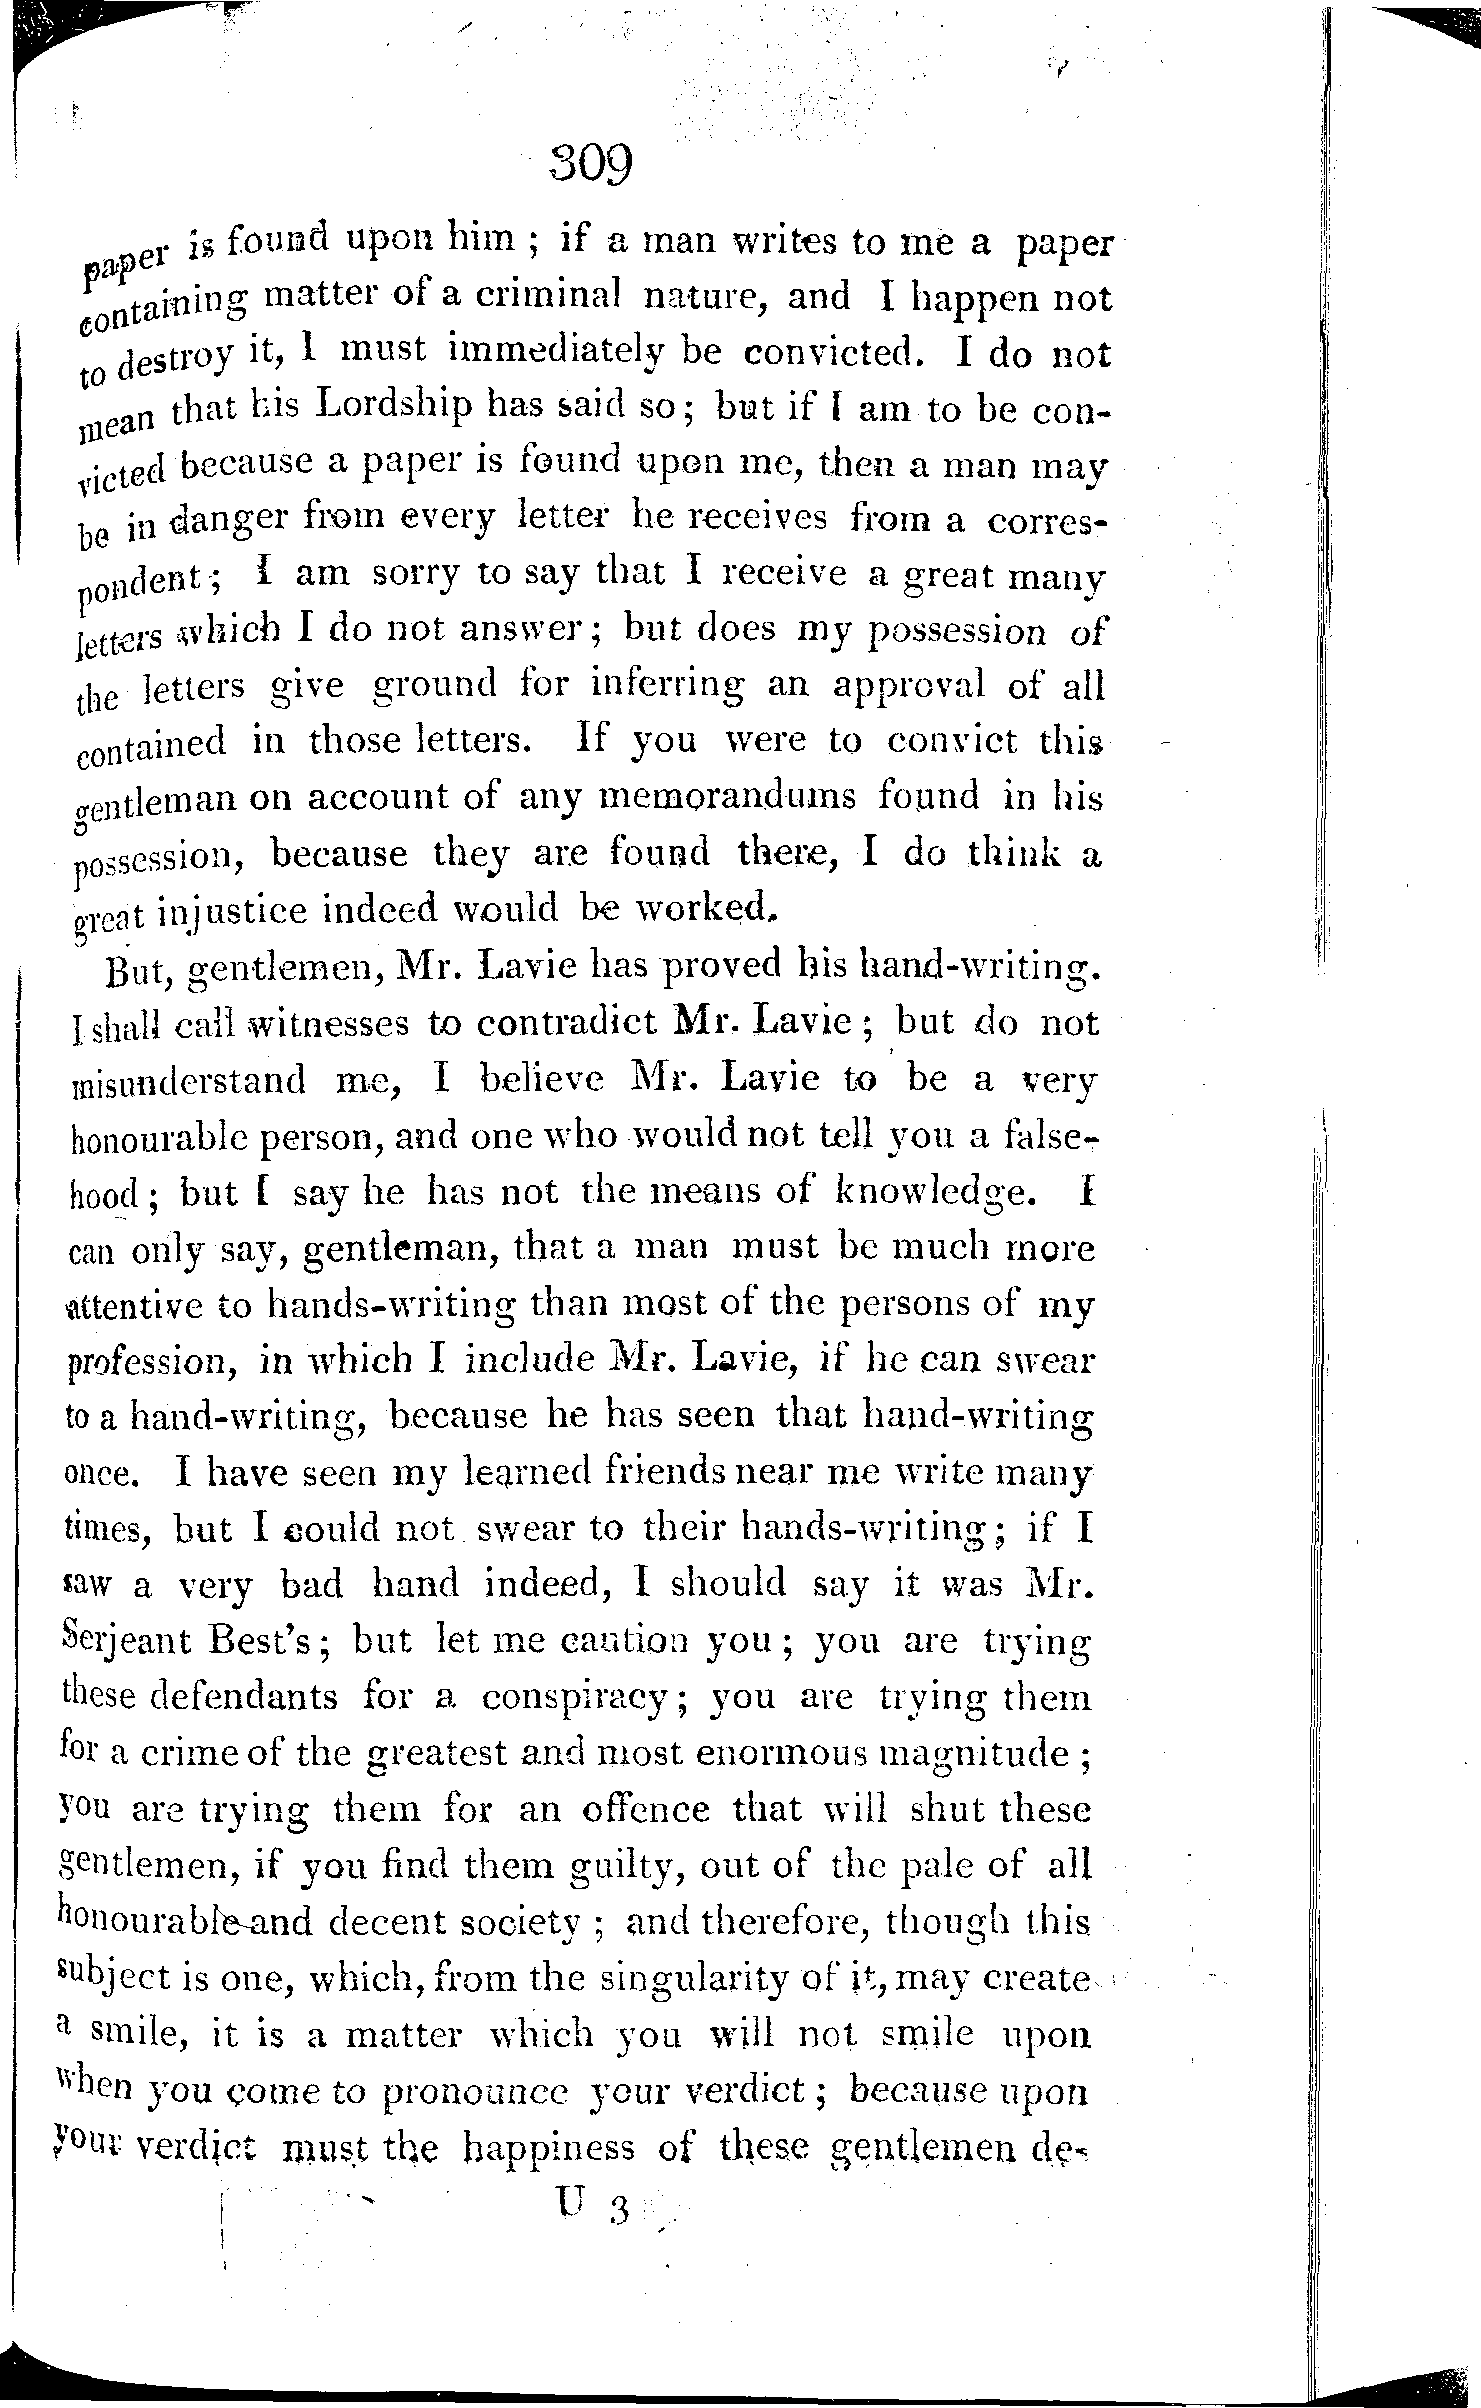 309
paper is found upon him ; if a man writes to me a paper
containing matter of a criminal nature, and I happen not
to destroy it, I must immediately be convicted. I do not
mean that his Lordship has said so; but if I am to be con-
victed because a paper is found upon me, then a man may
be in danger from every letter he receives from a corres-
pondent; I am sorry to say that I receive a great many
letters which I do not answer; but does my possession of
the letters give ground for inferring an approval of all
contained in those letters. If you were to convict this
gentleman on account of any memorandums found in his
possession, because they are found there, I do think a
great injustice indeed would be worked.
But, gentlemen, Mr. Lavie has proved his hand-writing.
I shall call witnesses to contradict Mr. Lavie; but do not
misunderstand me, I believe Mr. Lavie to be a very
honourable person, and one who would not tell you a false-
hood; but I say he has not the means of knowledge. I
can only say, gentleman, that a man must be much more
attentive to hands-writing than most of the persons of my
profession, in which I include Mr. Lavie, if he can swear
to a hand-writing, because he has seen that hand-writing
once. I have seen my learned friends near me write many
times, but I could not swear to their hands-writing; if I
saw a very bad hand indeed, I should say it was Mr.
Serjeant Best's; but let me caution you; you are trying
these defendants for a conspiracy; you are trying them
for a crime of the greatest and most enormous magnitude ;
you are trying them for an offence that will shut these
gentlemen, if you find them guilty, out of the pale of all
honourable and decent society ; and therefore, though this
subject is one, which, from the singularity of it, may create
a smile, it is a matter which you will not smile upon
when you come to pronounce your verdict ; because upon
your verdict must the happiness of these gentlemen de-
U 3